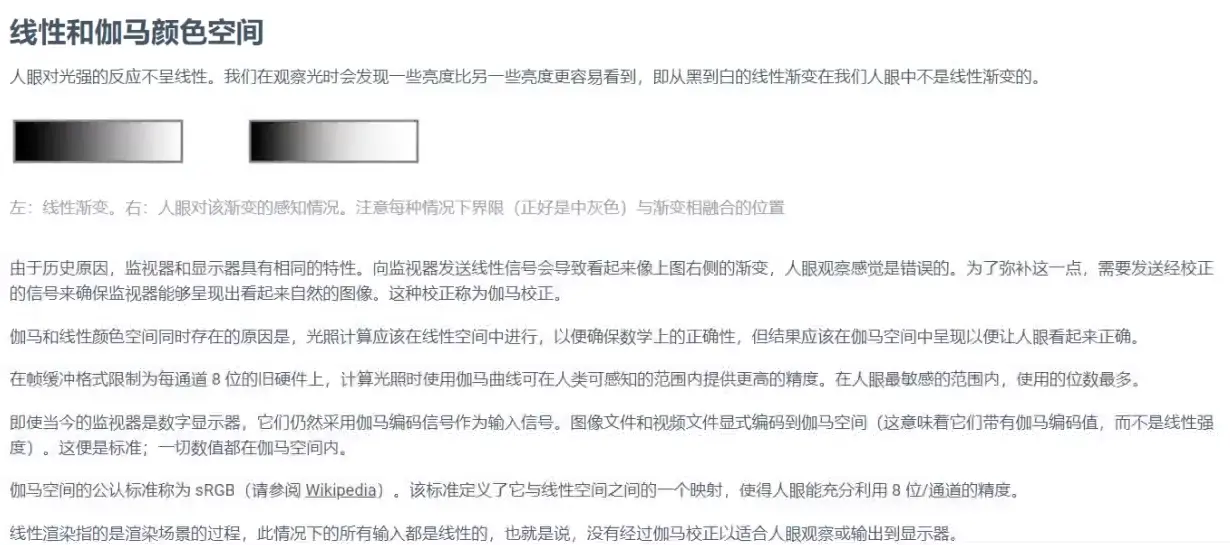 线性和伽马颜色空间
人眼对光强的反应不呈线性。我们在观察光时会发现一些亮度比另一些亮度更容易看到，即从黑到白的线性渐变在我们人眼中不是线性渐变的。
左：线性渐变。右：人眼对该渐变的感知情况。注意每种情况下界限（正好是中灰色）与渐变相融合的位置
由于历史原因，监视器和显示器具有相同的特性。向监视器发送线性信号会导致看起来像上图右侧的渐变，人眼观察感觉是错误的。为了弥补这一点，需要发送经校正
的信号来确保监视器能够呈现出看起来自然的图像。这种校正称为伽马校正。
伽马和线性颜色空间同时存在的原因是，光照计算应该在线性空间中进行，以便确保数学上的正确性，但结果应该在伽马空间中呈现以便让人眼看起来正确。
在帧缓冲格式限制为每通道 8 位的旧硬件上，计算光照时使用伽马曲线可在人类可感知的范围内提供更高的精度。在人眼最敏感的范围内，使用的位数最多。
即使当今的监视器是数字显示器，它们仍然采用伽马编码信号作为输入信号。图像文件和视频文件显式编码到伽马空间（这意味着它们带有伽马编码值，而不是线性强
度）。这便是标准；一切数值都在伽马空间内。
伽马空间的公认标准称为 sRGB（请参阅 Wikipedia）。该标准定义了它与线性空间之间的一个映射，使得人眼能充分利用 8 位/通道的精度。
线性渲染指的是渲染场景的过程，此情况下的所有输入都是线性的，也就是说，没有经过伽马校正以适合人眼观察或输出到显示器。